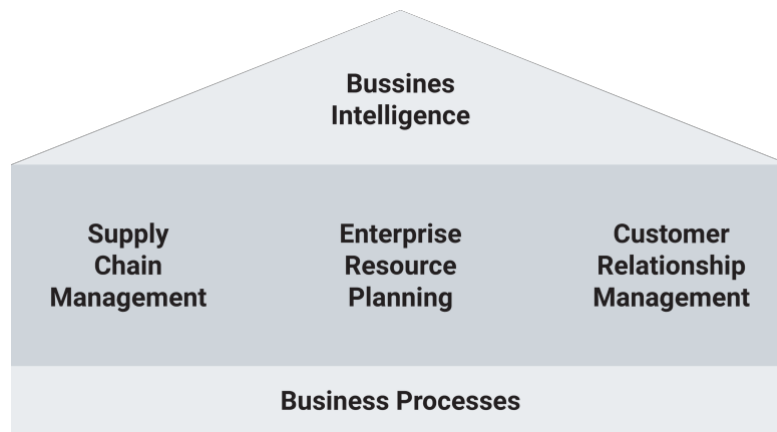 Bussines
Intelligence
Supply
Chain
Management
Enterprise
Resource
Planning
Customer
Relationship
Management
Business Processes